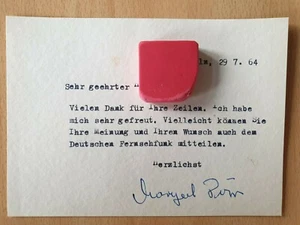 29 7. 64
Sehr geehrter
Vielen Dank für Ihre Zeilen. Ich habe
mich sehr gefreut. Vielleicht können Sie
Ihre Meinung und Ihren Wunsch auch dem
Deutschen Fernsehfunk mitteilen.
Herzlichst